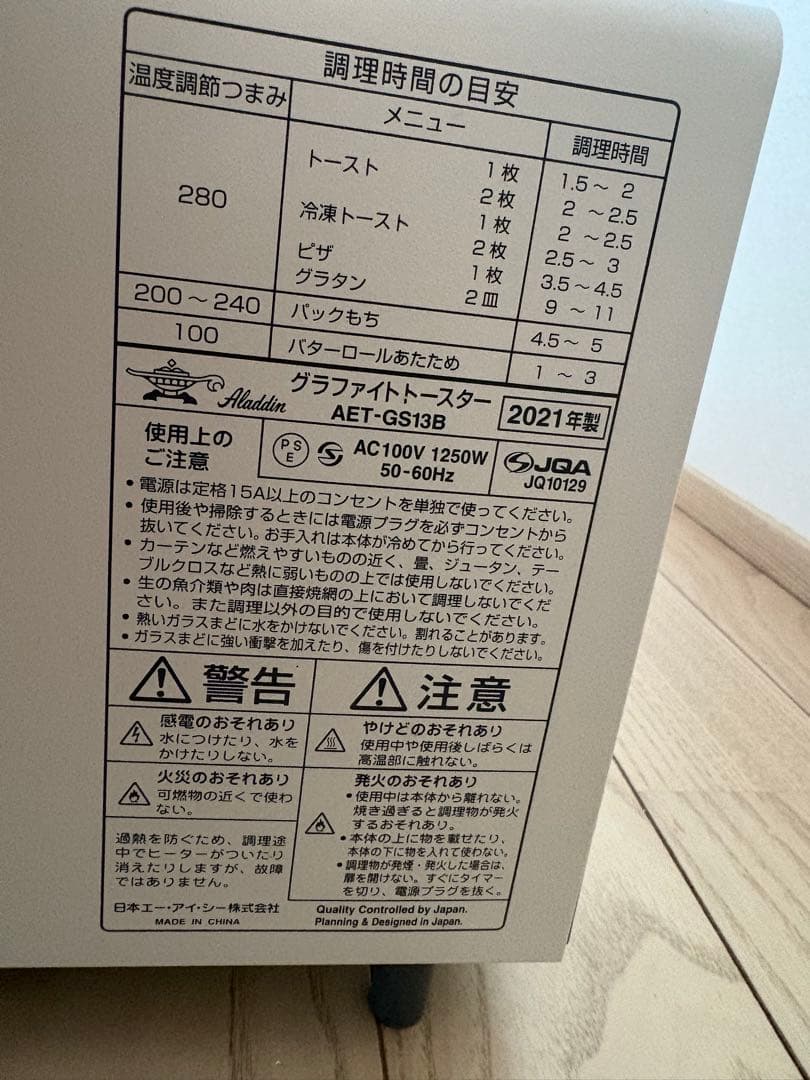 調理時間の目安
温度調節つまみ メニュー 調理時間
280 トースト 1枚 1.5～ 2
2枚 2 ～2.5
冷凍トースト 1枚 2 ～2.5
2枚 2.5～ 3
ピザ 1枚 3.5～4.5
グラタン 2皿 9 ～11
200～240 パックもち 4.5～ 5
100 バターロールあたため 1 ～ 3
Aladdin グラファイトトースター
AET-GS13B 2021年製
使用上の
ご注意
PS
E
AC100V 1250W
50-60Hz
JQA
JQ10129
•電源は定格15A以上のコンセントを単独で使ってください。
•使用後や掃除するときには電源プラグを必ずコンセントから
抜いてください。お手入れは本体が冷めてから行ってください。
•カーテンなど燃えやすいものの近く、畳、ジュータン、テー
ブルクロスなど熱に弱いものの上では使用しないでください。
•生の魚介類や肉は直接焼網の上において調理しないでくだ
さい。また調理以外の目的で使用しないでください。
•熱いガラスまどに水をかけないでください。割れることがあります。
•ガラスまどに強い衝撃を加えたり、傷を付けたりしないでください。
警告
感電のおそれあり
水につけたり、水を
かけたりしない。
火災のおそれあり
可燃物の近くで使わ
ない。
過熱を防ぐため、調理途
中でヒーターがついたり
消えたりしますが、故障
ではありません。
注意
やけどのおそれあり
使用中や使用後しばらくは
高温部に触れない。
発火のおそれあり
•使用中は本体から離れない。
焼き過ぎると調理物が発火
するおそれあり。
•本体の上に物を載せたり、
本体の下に物を入れて使わない。
•調理物が発煙・発火した場合は、
扉を開けない。すぐにタイマー
を切り、電源プラグを抜く。
日本エー・アイ・シー株式会社
MADE IN CHINA
Quality Controlled by Japan.
Planning & Designed in Japan.